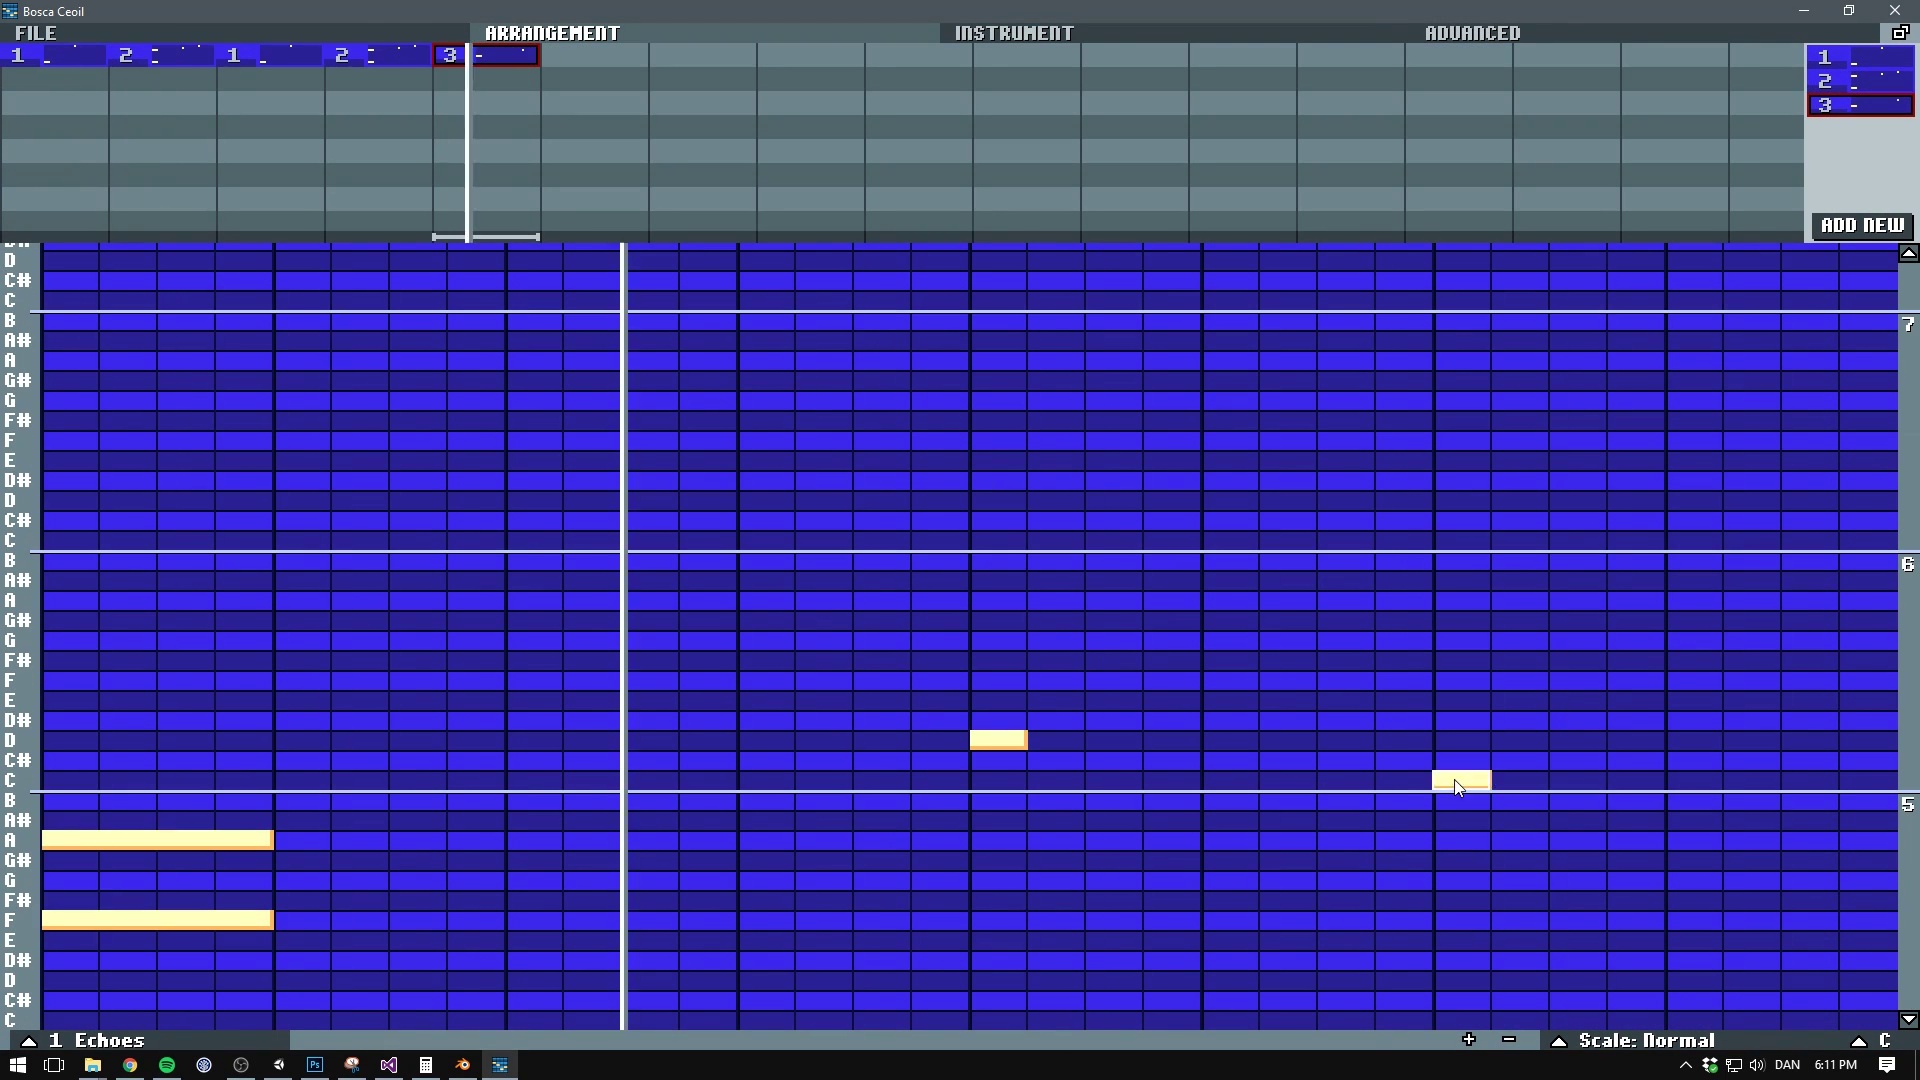 Bosca Ceoil
FILE ARRANGEMENT INSTRUMENT ADVANCED
1 2 1 2 3
1
2
3
ADD NEW
D
C#
C
B
7
A#
A
G#
G
F#
F
E
D#
D
C#
C
B
6
A#
A
G#
G
F#
F
E
D#
D
C#
C
B
5
A#
A
G#
G
F#
F
E
D#
D
C#
C
1 Echoes + - Scale: Normal C
Ps DAN 6:11 PM